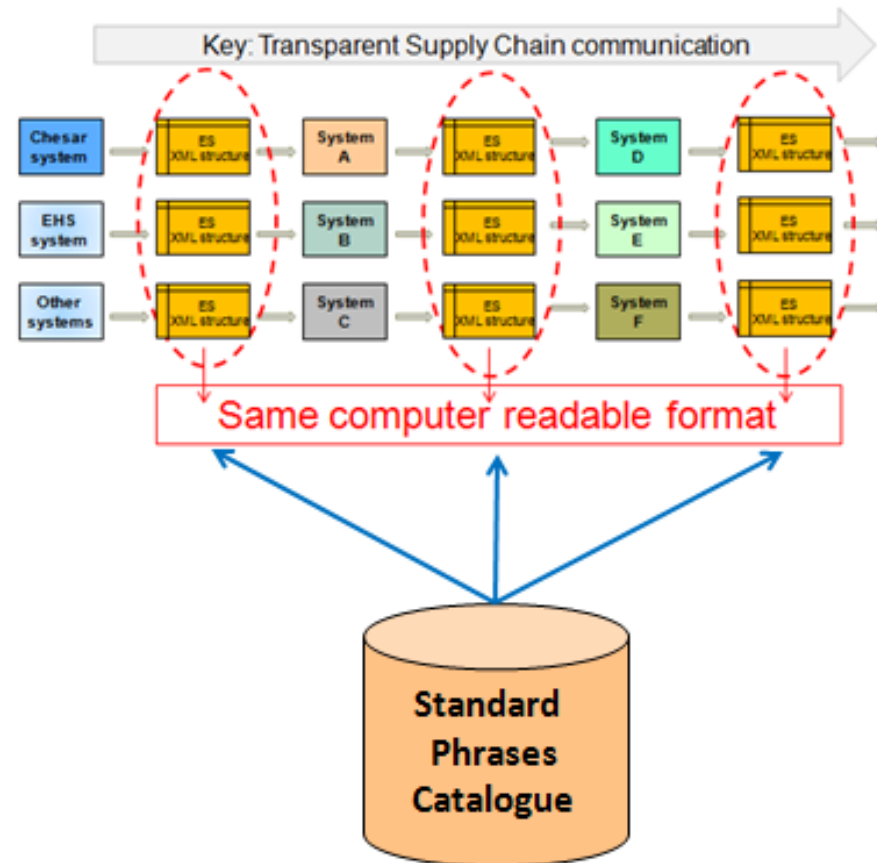 Key: Transparent Supply Chain communication
Chesar
system
ES
XML structure
System
A
ES
XML structure
System
D
ES
XML structure
EHS
system
ES
XML structure
System
B
ES
XML structure
System
E
ES
XML structure
Other
systems
ES
XML structure
System
C
ES
XML structure
System
F
ES
XML structure
Same computer readable format
Standard
Phrases
Catalogue